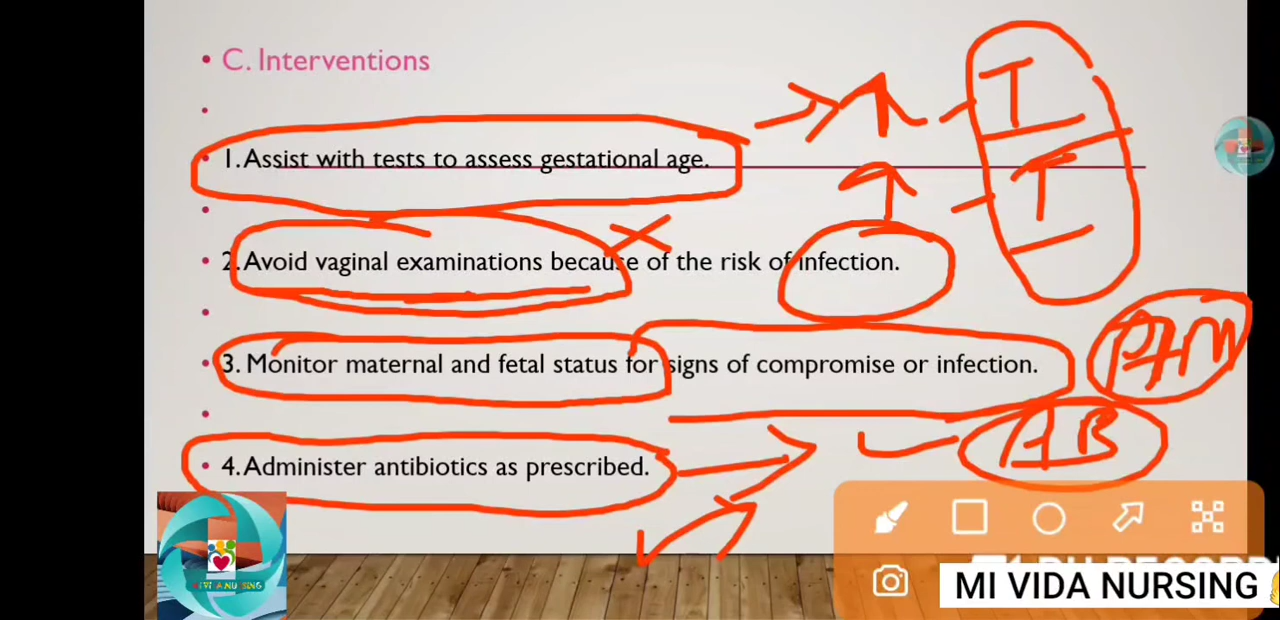 C. Interventions
1. Assist with tests to assess gestational age.
2. Avoid vaginal examinations because of the risk of infection.
3. Monitor maternal and fetal status for signs of compromise or infection.
4. Administer antibiotics as prescribed.
T
I
AB
MI VIDA NURSING